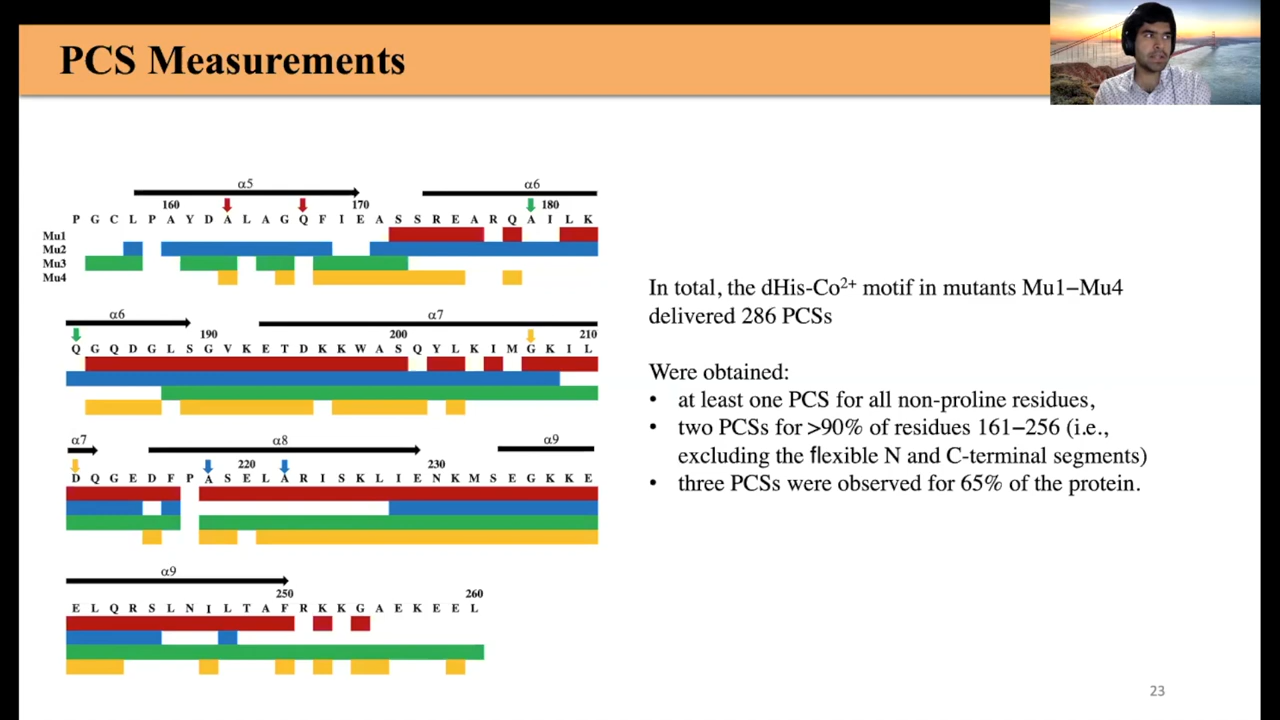 PCS Measurements
α5 α6
160 170 180
P G C L P A Y D A L A G Q F I E A S S R E A R Q A I L K
Mu1
Mu2
Mu3
Mu4
α6 α7
190 200 210
Q G Q D G L S G V K E T D K K W A S Q Y L K I M G K I L
α7 α8 α9
220 230
D Q G E D F P A S E L A R I S K L I E N K M S E G K K E
α9
250 260
E L Q R S L N I L T A F R K K G A E K E E L
In total, the dHis-Co2+ motif in mutants Mu1−Mu4
delivered 286 PCSs
Were obtained:
• at least one PCS for all non-proline residues,
• two PCSs for >90% of residues 161−256 (i.e.,
excluding the flexible N and C-terminal segments)
• three PCSs were observed for 65% of the protein.
23